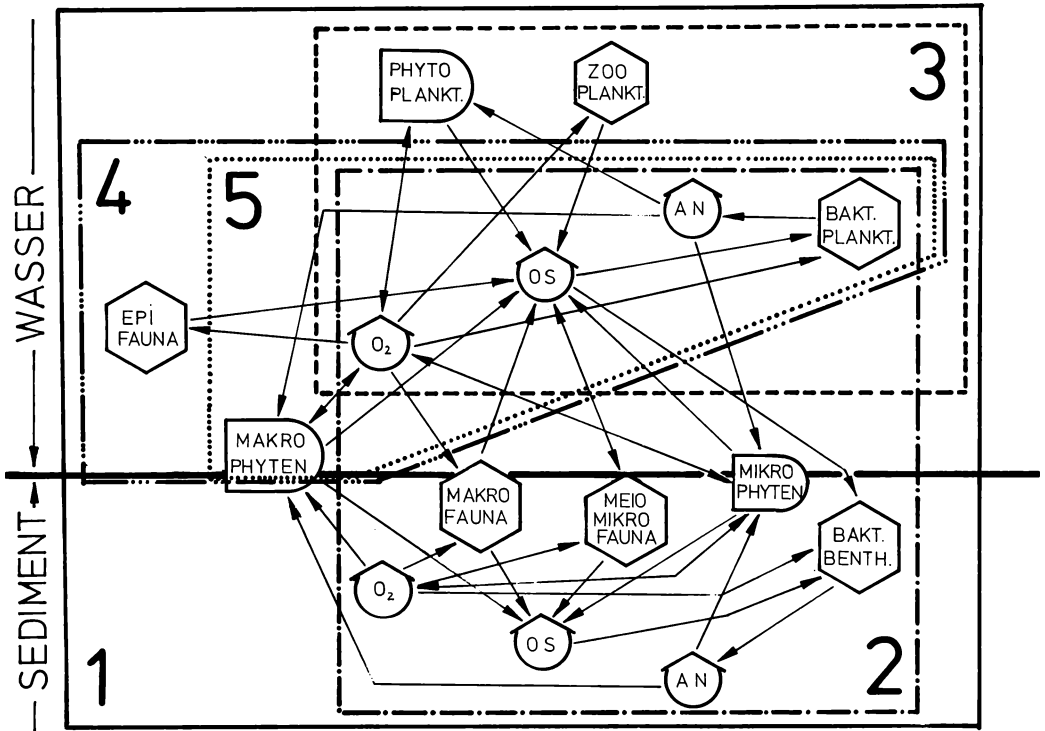 PHYTO
PLANKT.
ZOO
PLANKT.
3
4
5
WASSER
AN
BAKT.
PLANKT.
OS
EPİ
FAUNA
O₂
MAKRO
PHYTEN
MAKRO
FAUNA
MEIO
MIKRO
FAUNA
MIKRO
PHYTEN
BAKT.
BENTH.
SEDIMENT
O₂
OS
AN
1
2